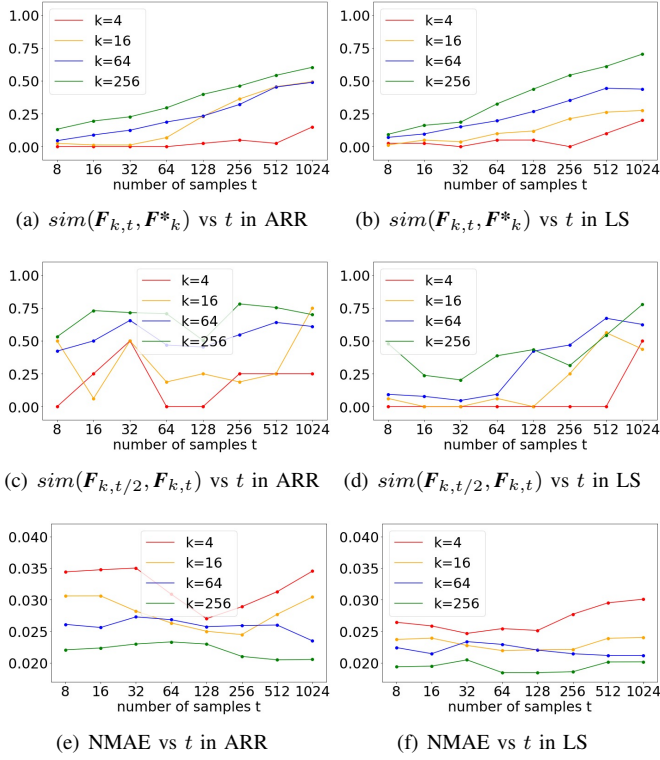 1.00
0.75
0.50
0.25
0.00
k=4
k=16
k=64
k=256
8 16 32 64 128 256 512 1024
number of samples t
(a) sim(F_{k,t}, F*_k) vs t in ARR
1.00
0.75
0.50
0.25
0.00
k=4
k=16
k=64
k=256
8 16 32 64 128 256 512 1024
number of samples t
(b) sim(F_{k,t}, F*_k) vs t in LS
1.00
0.75
0.50
0.25
0.00
k=4
k=16
k=64
k=256
8 16 32 64 128 256 512 1024
number of samples t
(c) sim(F_{k,t/2}, F_{k,t}) vs t in ARR
1.00
0.75
0.50
0.25
0.00
k=4
k=16
k=64
k=256
8 16 32 64 128 256 512 1024
number of samples t
(d) sim(F_{k,t/2}, F_{k,t}) vs t in LS
0.040
0.035
0.030
0.025
0.020
k=4
k=16
k=64
k=256
8 16 32 64 128 256 512 1024
number of samples t
(e) NMAE vs t in ARR
0.040
0.035
0.030
0.025
0.020
k=4
k=16
k=64
k=256
8 16 32 64 128 256 512 1024
number of samples t
(f) NMAE vs t in LS